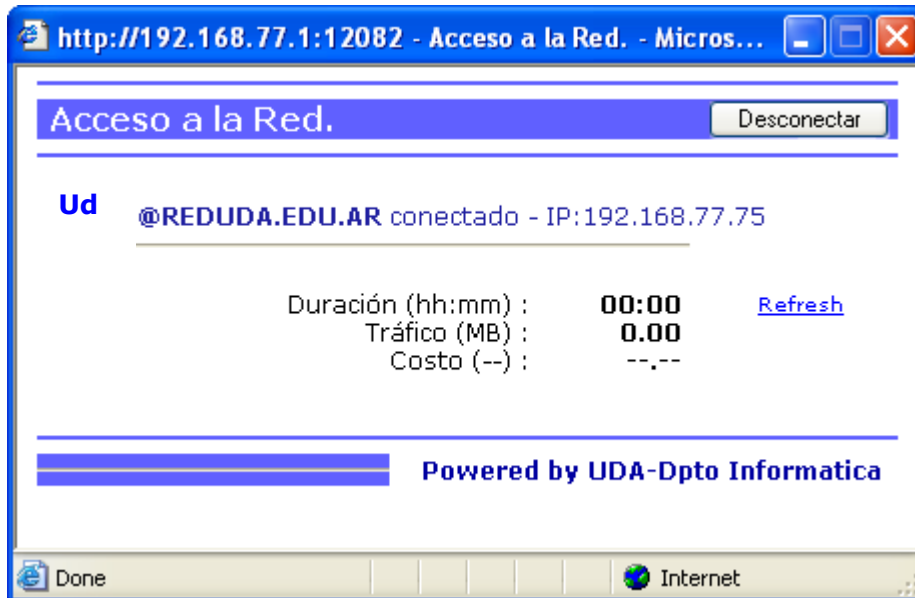 http://192.168.77.1:12082 - Acceso a la Red. - Micros...
Acceso a la Red.
Desconectar
Ud
@REDUDA.EDU.AR conectado - IP:192.168.77.75
Duración (hh:mm) : 00:00 Refresh
Tráfico (MB) : 0.00
Costo (--) : --.--
Powered by UDA-Dpto Informatica
Done
Internet